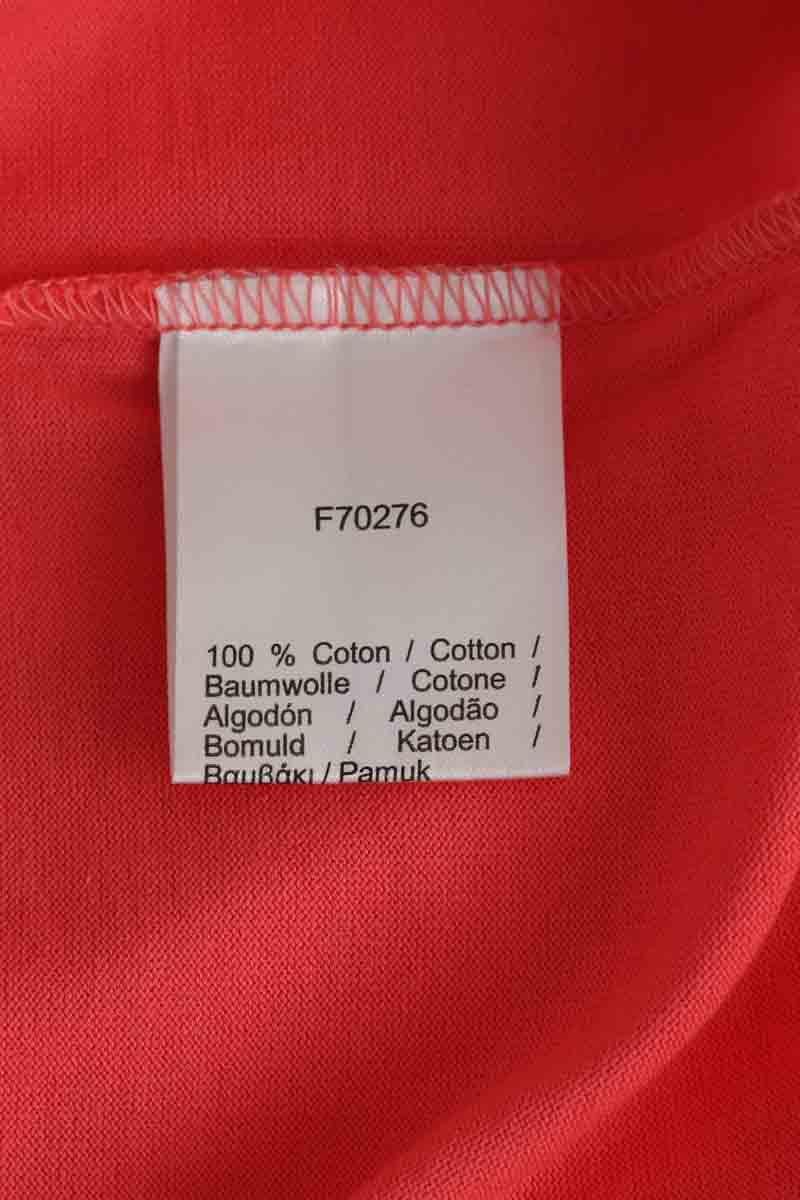 F70276
100 % Coton / Cotton /
Baumwolle / Cotone /
Algodón / Algodão /
Bomuld / Katoen /
Βαμβάκι / Pamuk